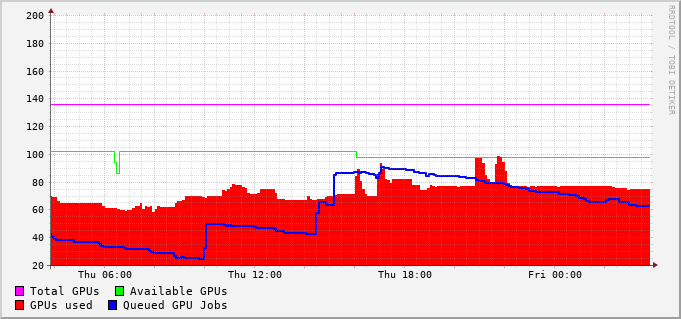 200
180
160
140
120
100
80
60
40
20
Thu 06:00 Thu 12:00 Thu 18:00 Fri 00:00
Total GPUs Available GPUs
GPUs used Queued GPU Jobs
RRDTOOL / TOBI OETIKER